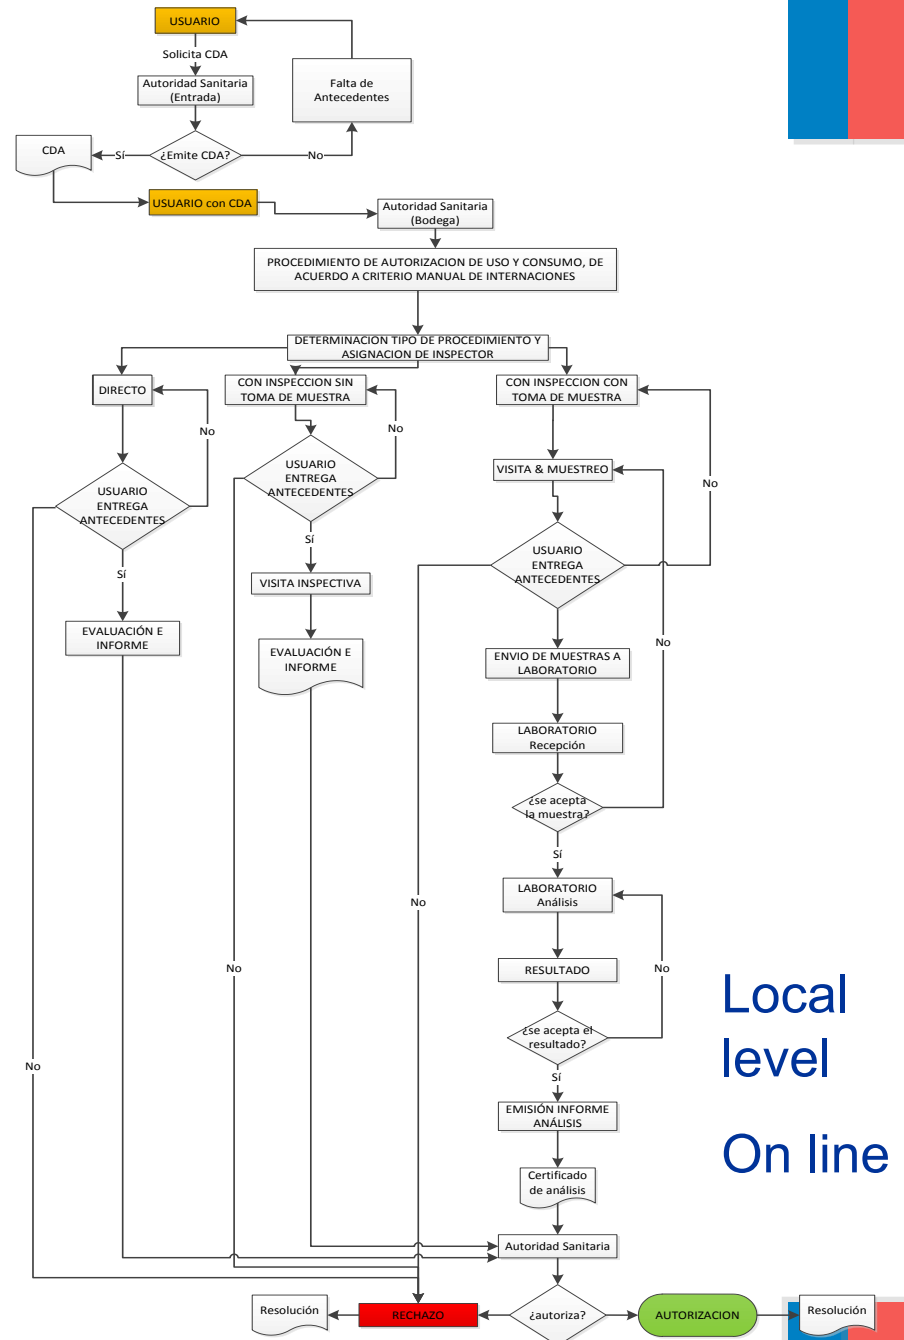 USUARIO
Solicita CDA
Autoridad Sanitaria
(Entrada)
Falta de
Antecedentes
CDA
Sí
¿Emite CDA?
No
USUARIO con CDA
Autoridad Sanitaria
(Bodega)
PROCEDIMIENTO DE AUTORIZACION DE USO Y CONSUMO, DE
ACUERDO A CRITERIO MANUAL DE INTERNACIONES
DETERMINACION TIPO DE PROCEDIMIENTO Y
ASIGNACION DE INSPECTOR
DIRECTO
CON INSPECCION SIN
TOMA DE MUESTRA
CON INSPECCION CON
TOMA DE MUESTRA
No
No
No
VISITA & MUESTREO
USUARIO
ENTREGA
ANTECEDENTES
USUARIO
ENTREGA
ANTECEDENTES
USUARIO
ENTREGA
ANTECEDENTES
Sí
Sí
VISITA INSPECTIVA
EVALUACIÓN E
INFORME
EVALUACIÓN E
INFORME
No
ENVIO DE MUESTRAS A
LABORATORIO
LABORATORIO
Recepción
¿se acepta
la muestra?
Sí
LABORATORIO
Análisis
No
No
RESULTADO
No
¿se acepta el
resultado?
Local
level
No
Sí
EMISIÓN INFORME
ANÁLISIS
On line
Certificado
de análisis
Autoridad Sanitaria
Resolución
RECHAZO
¿autoriza?
AUTORIZACION
Resolución